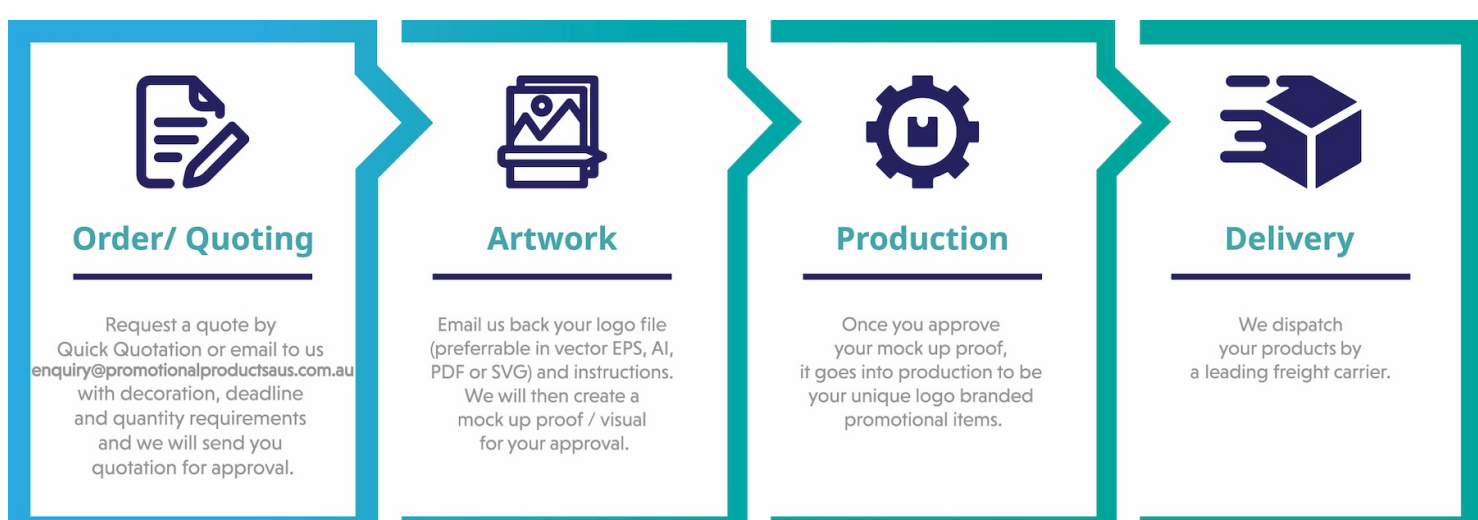 Order/ Quoting
Request a quote by
Quick Quotation or email to us
enquiry@promotionalproductsaus.com.au
with decoration, deadline
and quantity requirements
and we will send you
quotation for approval.
Artwork
Email us back your logo file
(preferrable in vector EPS, AI,
PDF or SVG) and instructions.
We will then create a
mock up proof / visual
for your approval.
Production
Once you approve
your mock up proof,
it goes into production to be
your unique logo branded
promotional items.
Delivery
We dispatch
your products by
a leading freight carrier.